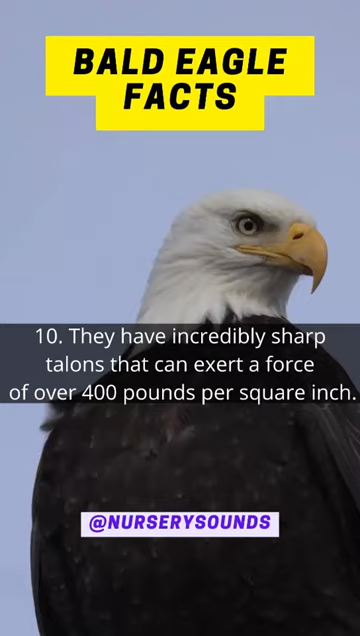 BALD EAGLE
FACTS
10. They have incredibly sharp
talons that can exert a force
of over 400 pounds per square inch.
@NURSERYSOUNDS